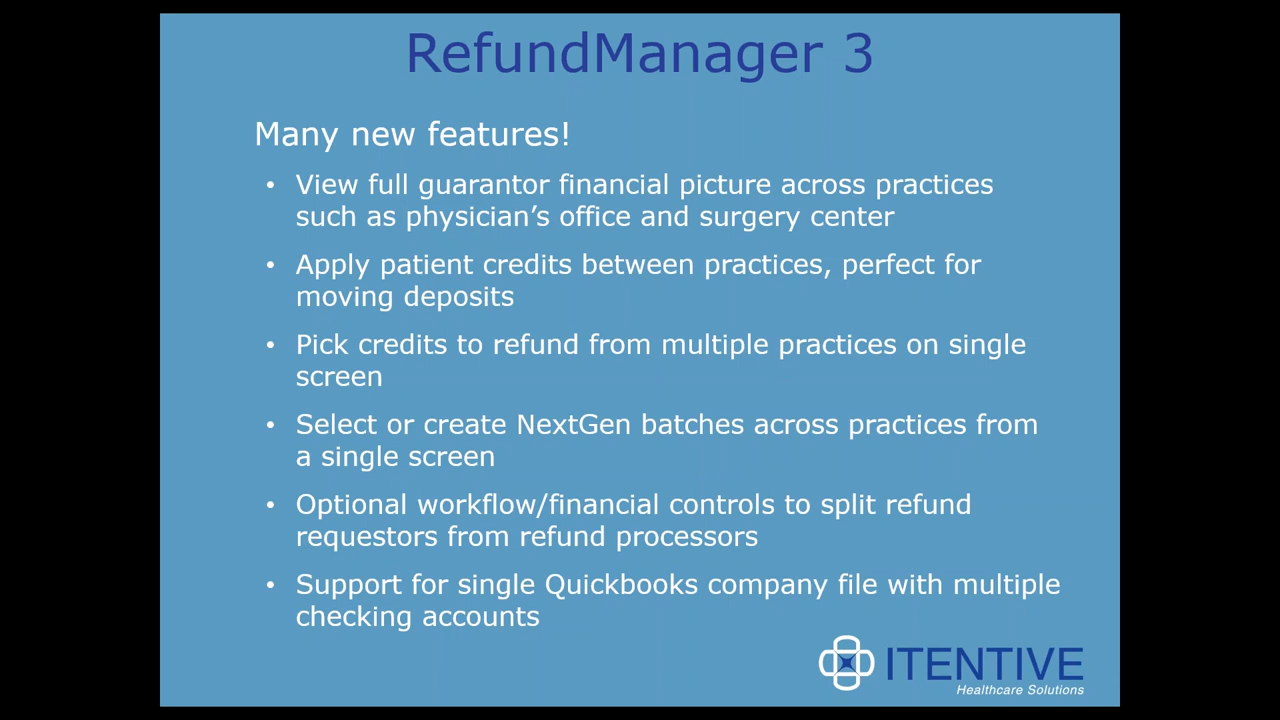 RefundManager 3
Many new features!
• View full guarantor financial picture across practices
such as physician’s office and surgery center
• Apply patient credits between practices, perfect for
moving deposits
• Pick credits to refund from multiple practices on single
screen
• Select or create NextGen batches across practices from
a single screen
• Optional workflow/financial controls to split refund
requestors from refund processors
• Support for single Quickbooks company file with multiple
checking accounts
ITENTIVE
Healthcare Solutions